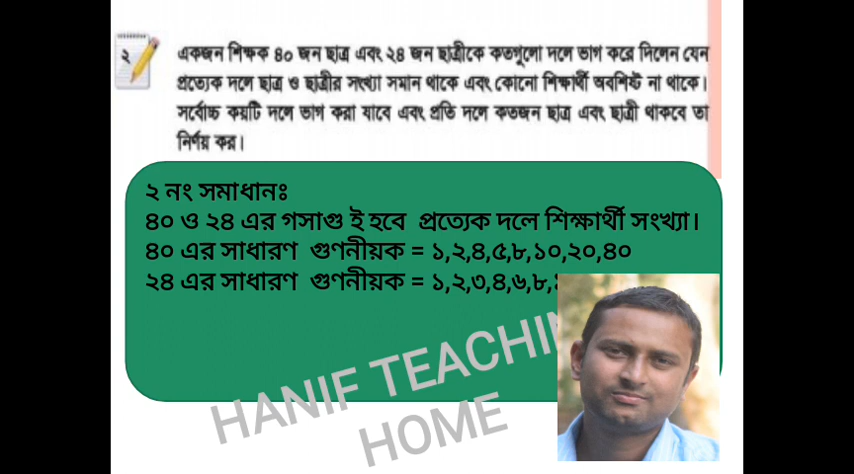 ২
একজন শিক্ষক ৪০ জন ছাত্র এবং ২৪ জন ছাত্রীকে কতগুলো দলে ভাগ করে দিলেন যেন
প্রত্যেক দলে ছাত্র ও ছাত্রীর সংখ্যা সমান থাকে এবং কোনো শিক্ষার্থী অবশিষ্ট না থাকে।
সর্বোচ্চ কয়টি দলে ভাগ করা যাবে এবং প্রতি দলে কতজন ছাত্র এবং ছাত্রী থাকবে তা
নির্ণয় কর।
২ নং সমাধানঃ
৪০ ও ২৪ এর গসাগু ই হবে প্রত্যেক দলে শিক্ষার্থী সংখ্যা।
৪০ এর সাধারণ গুণনীয়ক = ১,২,৪,৫,৮,১০,২০,৪০
২৪ এর সাধারণ গুণনীয়ক = ১,২,৩,৪,৬,৮,
HANIF TEACHIN
HOME